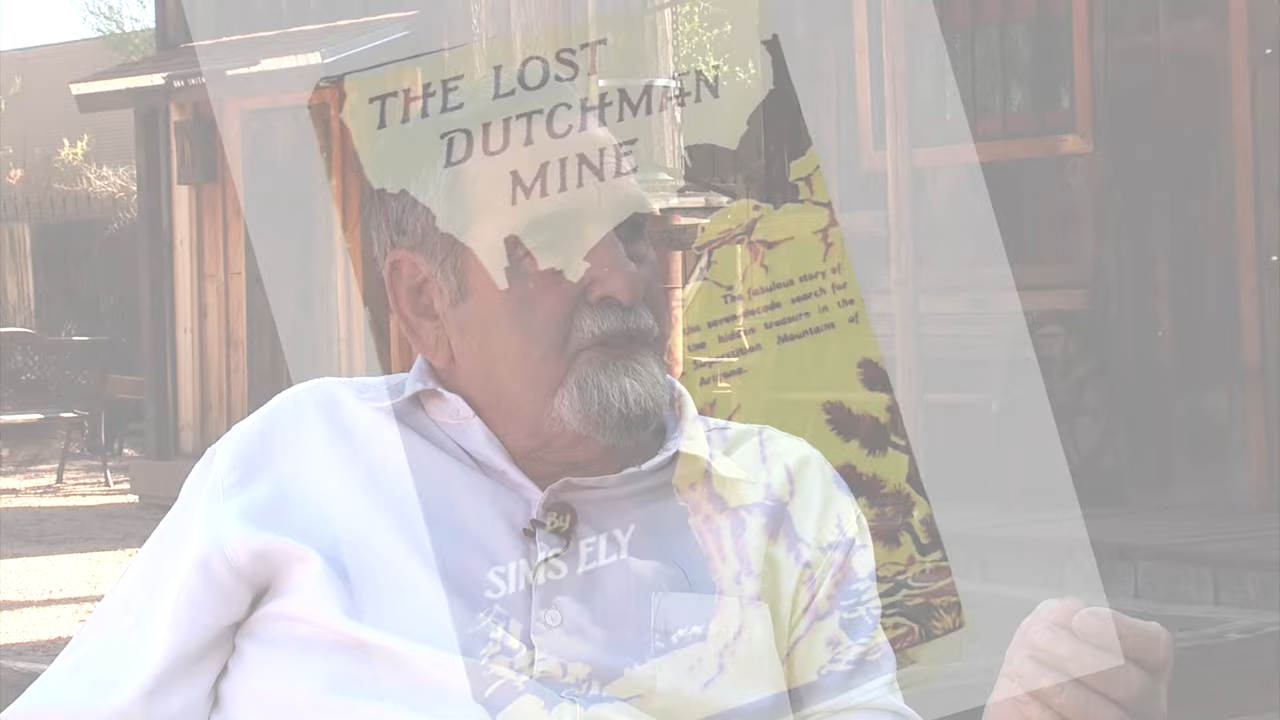 THE LOST
DUTCHMAN
MINE
The fabulous story of
the seven-decade search for
the hidden treasure in the
Superstition Mountains of
Arizona.
By
SIMS ELY